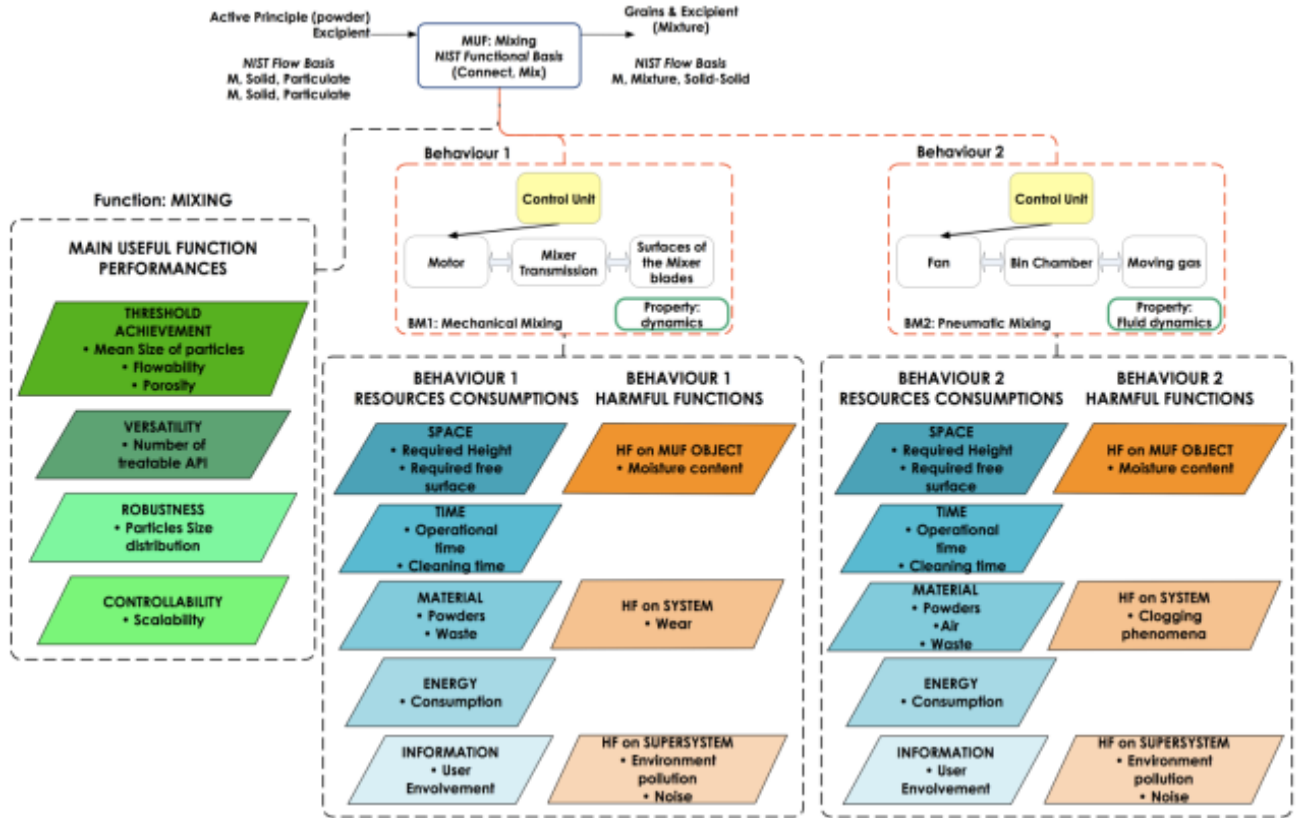 Active Principle (powder)
Excipient
NIST Flow Basis
M, Solid, Particulate
M, Solid, Particulate
MUF: Mixing
NIST Functional Basis
(Connect, Mix)
Grains & Excipient
(Mixture)
NIST Flow Basis
M, Mixture, Solid-Solid
Function: MIXING
MAIN USEFUL FUNCTION
PERFORMANCES
THRESHOLD
ACHIEVEMENT
• Mean Size of particles
• Flowability
• Porosity
VERSATILITY
• Number of
treatable API
ROBUSTNESS
• Particles Size
distribution
CONTROLLABILITY
• Scalability
Behaviour 1
Control Unit
Motor
Mixer
Transmission
Surfaces of
the Mixer
blades
BM1: Mechanical Mixing
Property:
dynamics
Behaviour 2
Control Unit
Fan
Bin Chamber
Moving gas
BM2: Pneumatic Mixing
Property:
Fluid dynamics
BEHAVIOUR 1
RESOURCES CONSUMPTIONS
SPACE
• Required Height
• Required free
surface
TIME
• Operational
time
• Cleaning time
MATERIAL
• Powders
• Waste
ENERGY
• Consumption
INFORMATION
• User
Envolvement
BEHAVIOUR 1
HARMFUL FUNCTIONS
HF on MUF OBJECT
• Moisture content
HF on SYSTEM
• Wear
HF on SUPERSYSTEM
• Environment
pollution
• Noise
BEHAVIOUR 2
RESOURCES CONSUMPTIONS
SPACE
• Required Height
• Required free
surface
TIME
• Operational
time
• Cleaning time
MATERIAL
• Powders
• Air
• Waste
ENERGY
• Consumption
INFORMATION
• User
Envolvement
BEHAVIOUR 2
HARMFUL FUNCTIONS
HF on MUF OBJECT
• Moisture content
HF on SYSTEM
• Clogging
phenomena
HF on SUPERSYSTEM
• Environment
pollution
• Noise